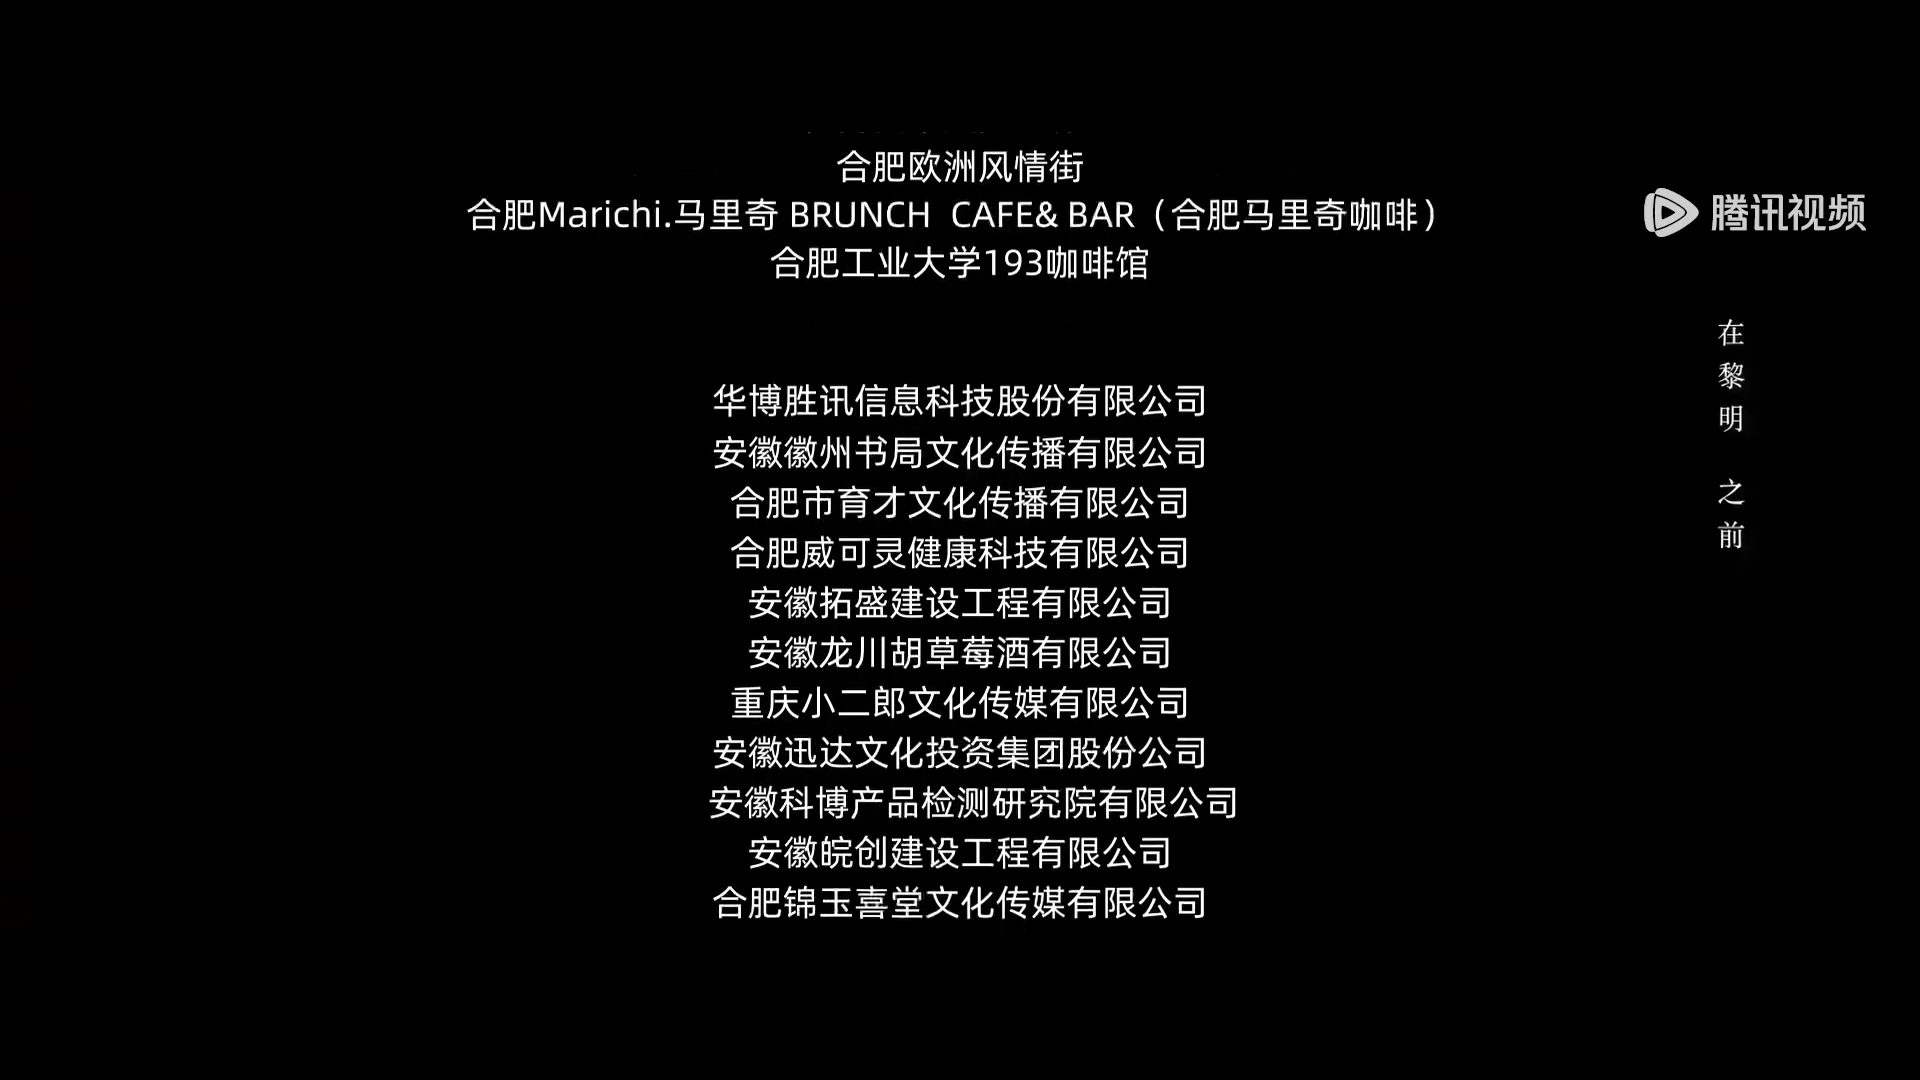 合肥欧洲风情街
合肥Marichi.马里奇 BRUNCH  CAFE& BAR（合肥马里奇咖啡）
合肥工业大学193咖啡馆
华博胜讯信息科技股份有限公司
安徽徽州书局文化传播有限公司
合肥市育才文化传播有限公司
合肥威可灵健康科技有限公司
安徽拓盛建设工程有限公司
安徽龙川胡草莓酒有限公司
重庆小二郎文化传媒有限公司
安徽迅达文化投资集团股份公司
安徽科博产品检测研究院有限公司
安徽皖创建设工程有限公司
合肥锦玉喜堂文化传媒有限公司
腾讯视频
在黎明 之前